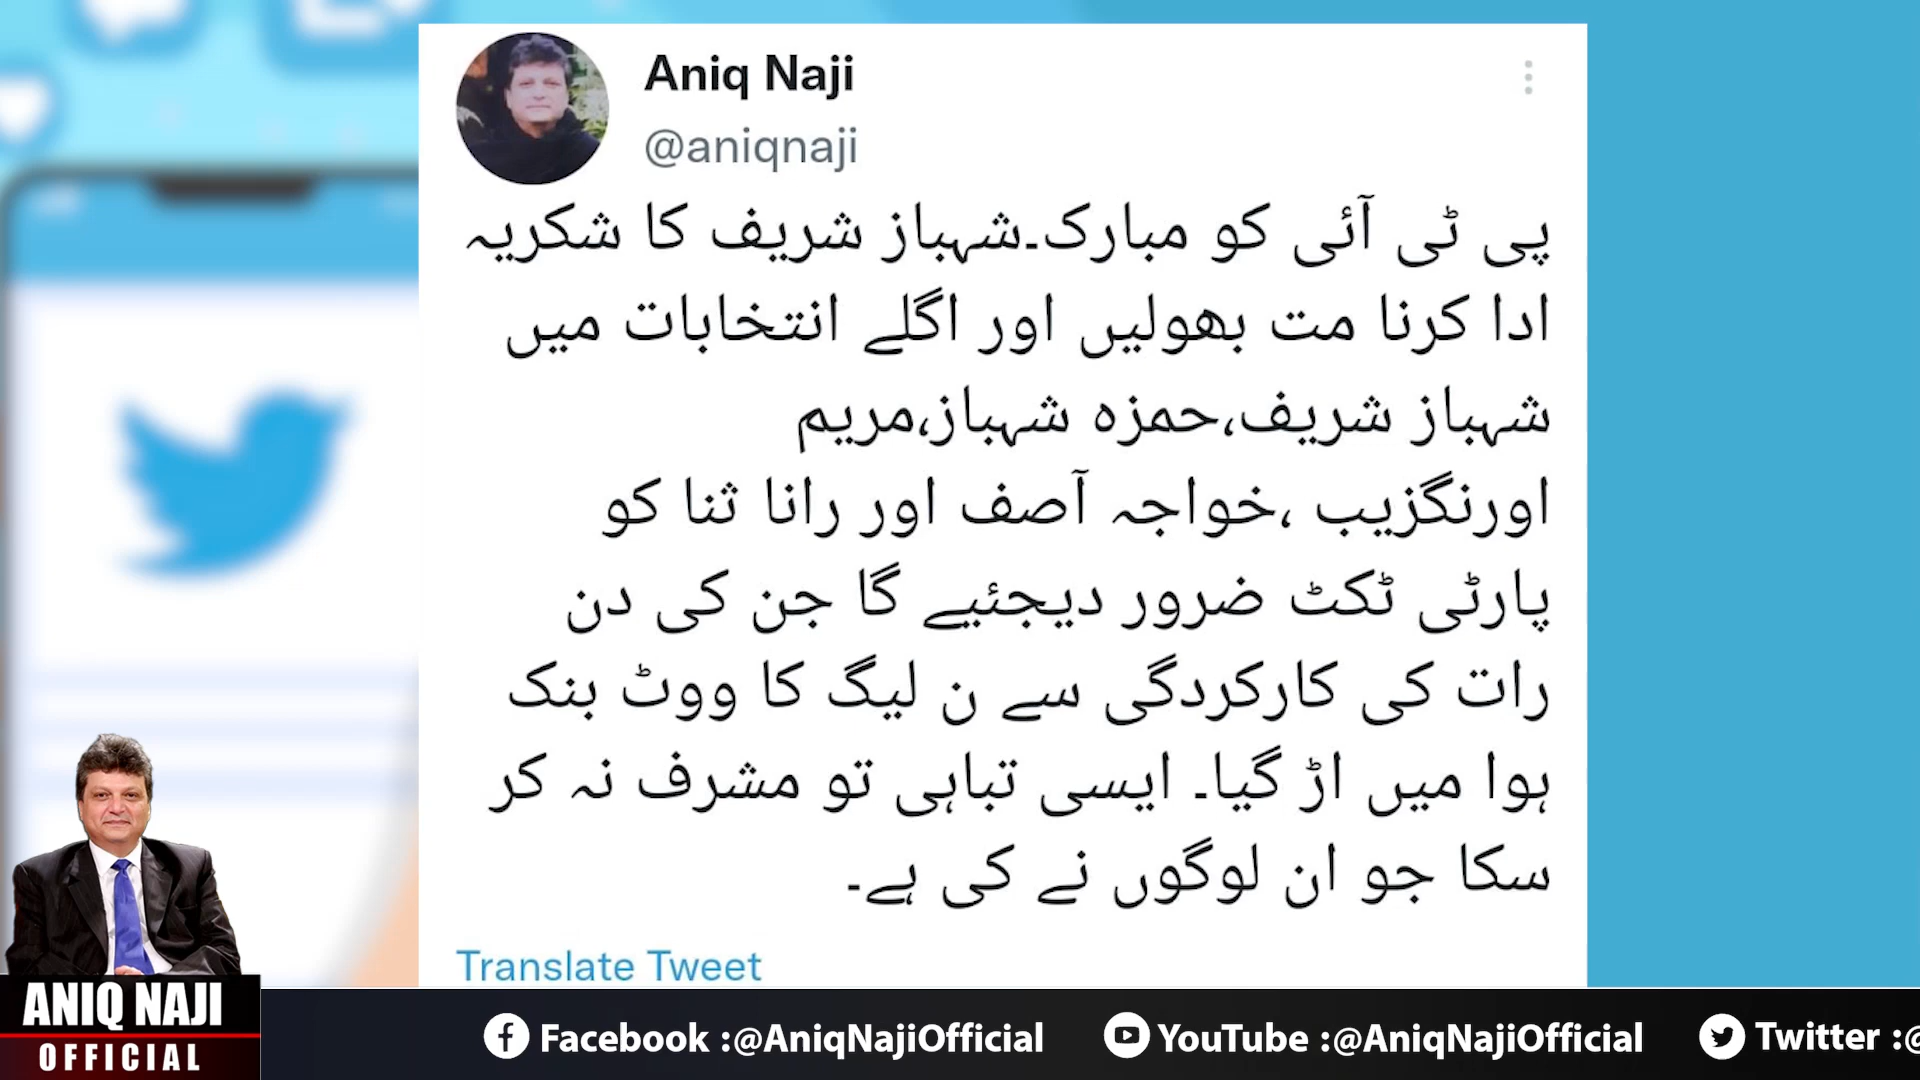 Aniq Naji
@aniqnaji
پی ٹی آئی کو مبارک۔شہباز شریف کا شکریہ
ادا کرنا مت بھولیں اور اگلے انتخابات میں
شہباز شریف،حمزہ شہباز،مریم
اورنگزیب ،خواجہ آصف اور رانا ثنا کو
پارٹی ٹکٹ ضرور دیجئیے گا جن کی دن
رات کی کارکردگی سے ن لیگ کا ووٹ بنک
ہوا میں اڑ گیا۔ ایسی تباہی تو مشرف نہ کر
سکا جو ان لوگوں نے کی ہے۔
Translate Tweet
ANIQ NAJI
OFFICIAL
Facebook :@AniqNajiOfficial
YouTube :@AniqNajiOfficial
Twitter :@